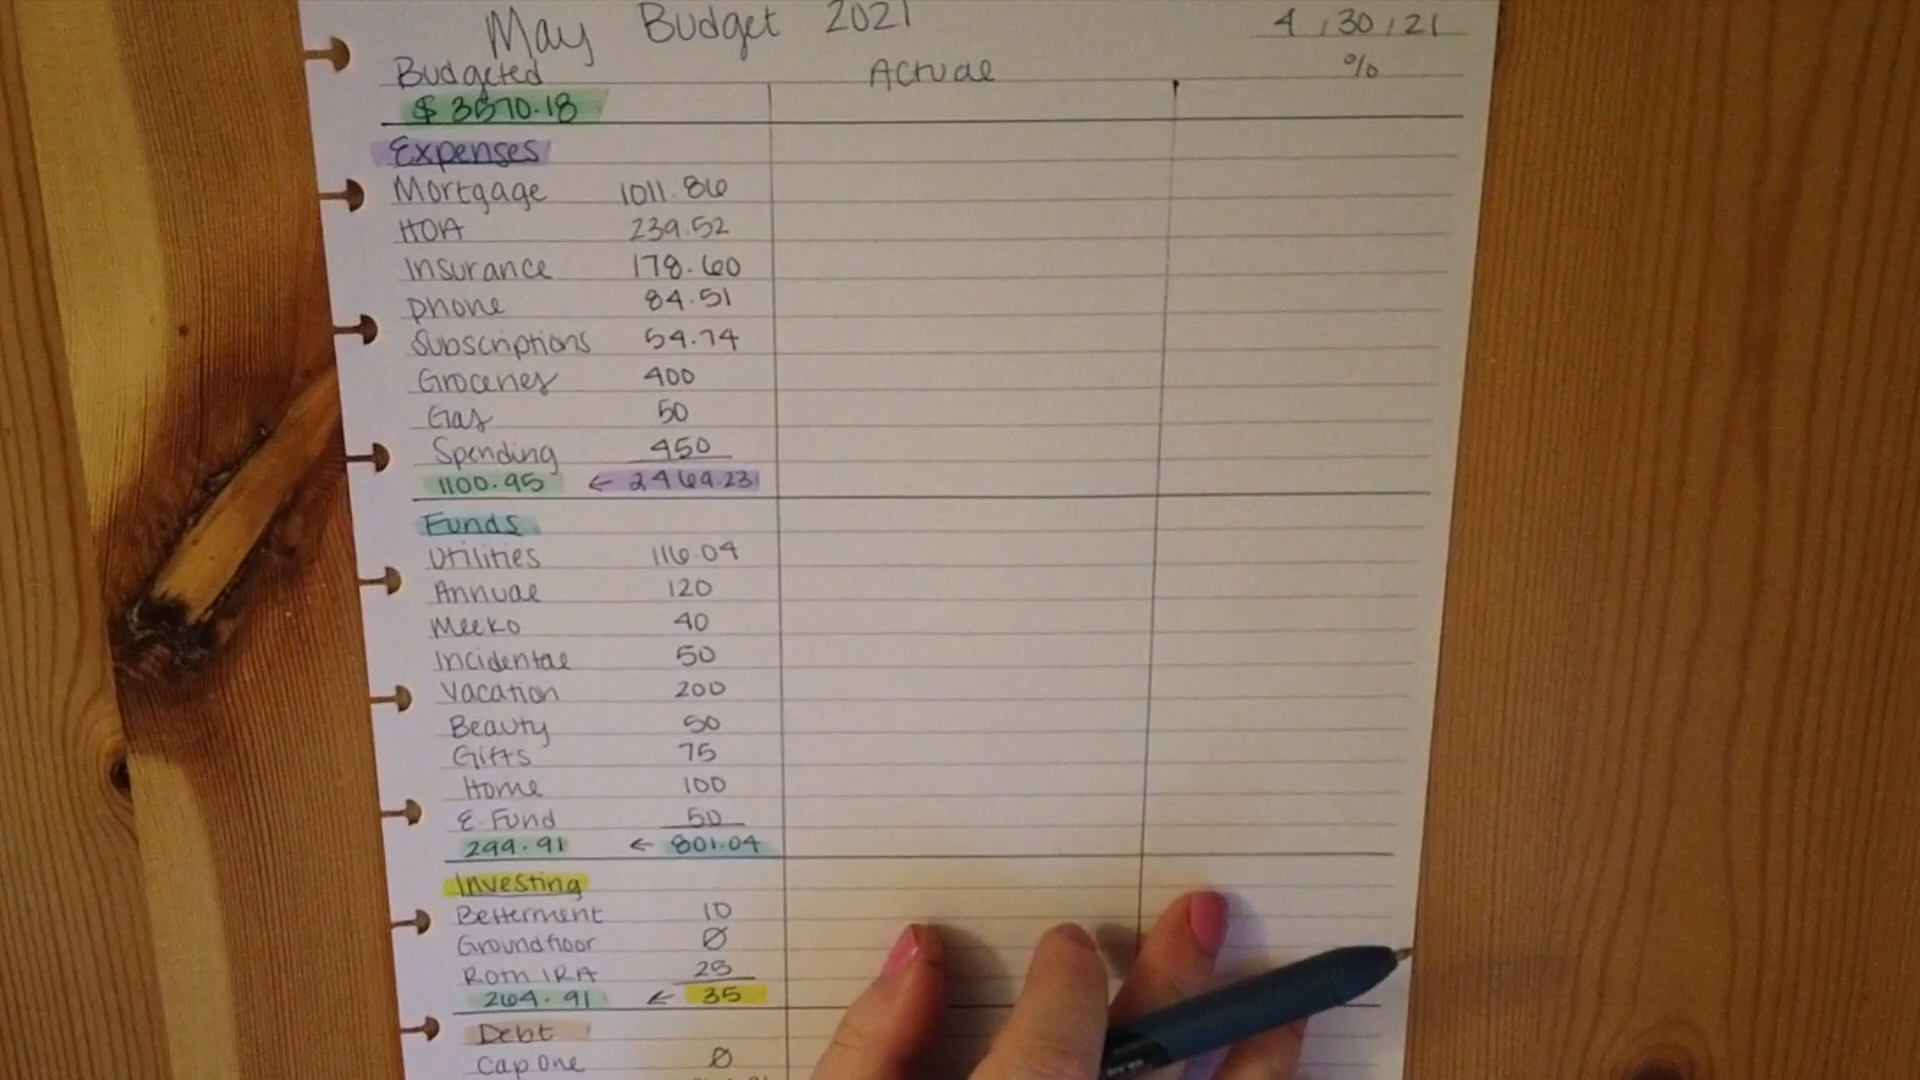 May Budget 2021
4/30/21
Budgeted Actual %
$ 3570.18
Expenses
Mortgage 1011.86
HOA 239.52
Insurance 178.60
phone 84.51
Subscriptions 54.74
Groceries 400
Gas 50
Spending 450
1100.95 ← 2469.23
Funds
Utilities 116.04
Annual 120
Meeko 40
Incidental 50
Vacation 200
Beauty 50
Gifts 75
Home 100
E. Fund 50
299.91 ← 801.04
Investing
Betterment 10
Groundfloor Ø
Roth IRA 25
264.91 ← 35
Debt
Cap One Ø